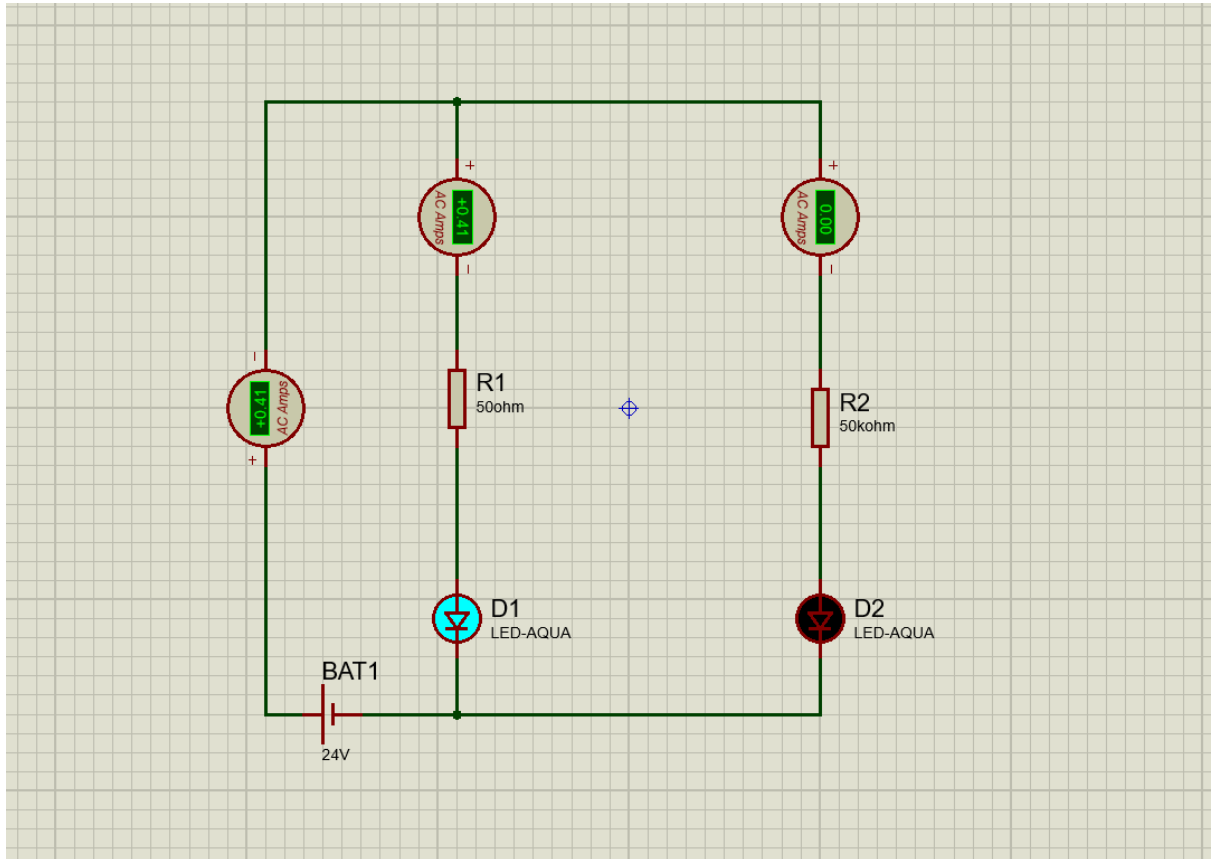 +
AC Amps
+0.41
−
+
AC Amps
0.00
−
−
+0.41
AC Amps
+
R1
50ohm
R2
50kohm
D1
LED-AQUA
D2
LED-AQUA
BAT1
24V